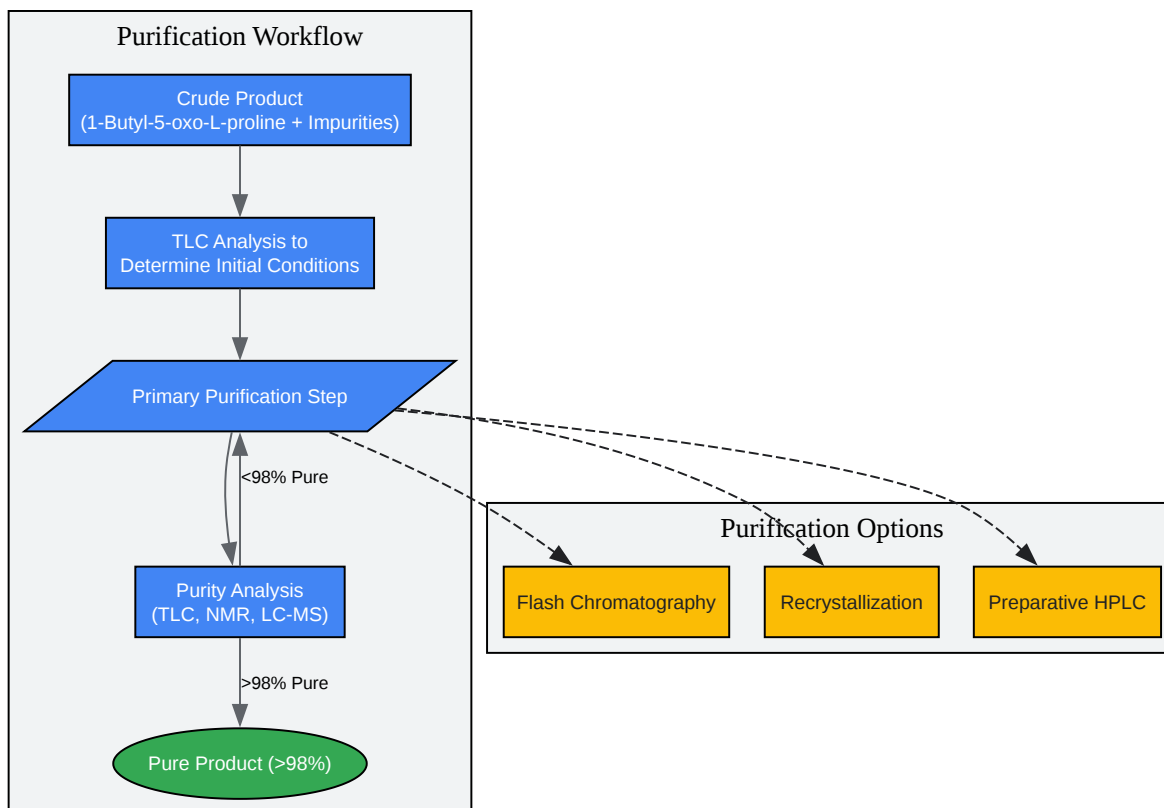 Purification Workflow
Crude Product
(1-Butyl-5-oxo-L-proline + Impurities)
TLC Analysis to
Determine Initial Conditions
Primary Purification Step
<98% Pure
Purity Analysis
(TLC, NMR, LC-MS)
>98% Pure
Pure Product (>98%)
Purification Options
Flash Chromatography
Recrystallization
Preparative HPLC